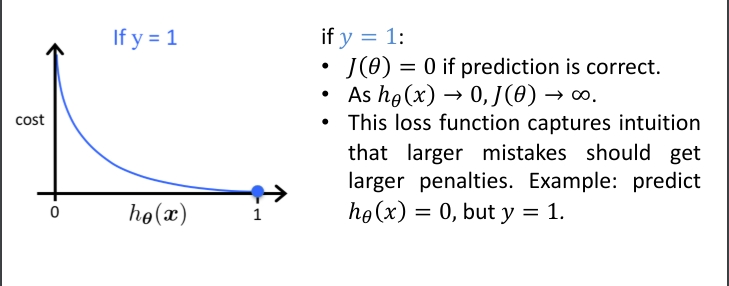 If y = 1
cost
0
hθ(x)
1
if y = 1:
• J(θ) = 0 if prediction is correct.
• As hθ(x) → 0, J(θ) → ∞.
• This loss function captures intuition
that larger mistakes should get
larger penalties. Example: predict
hθ(x) = 0, but y = 1.